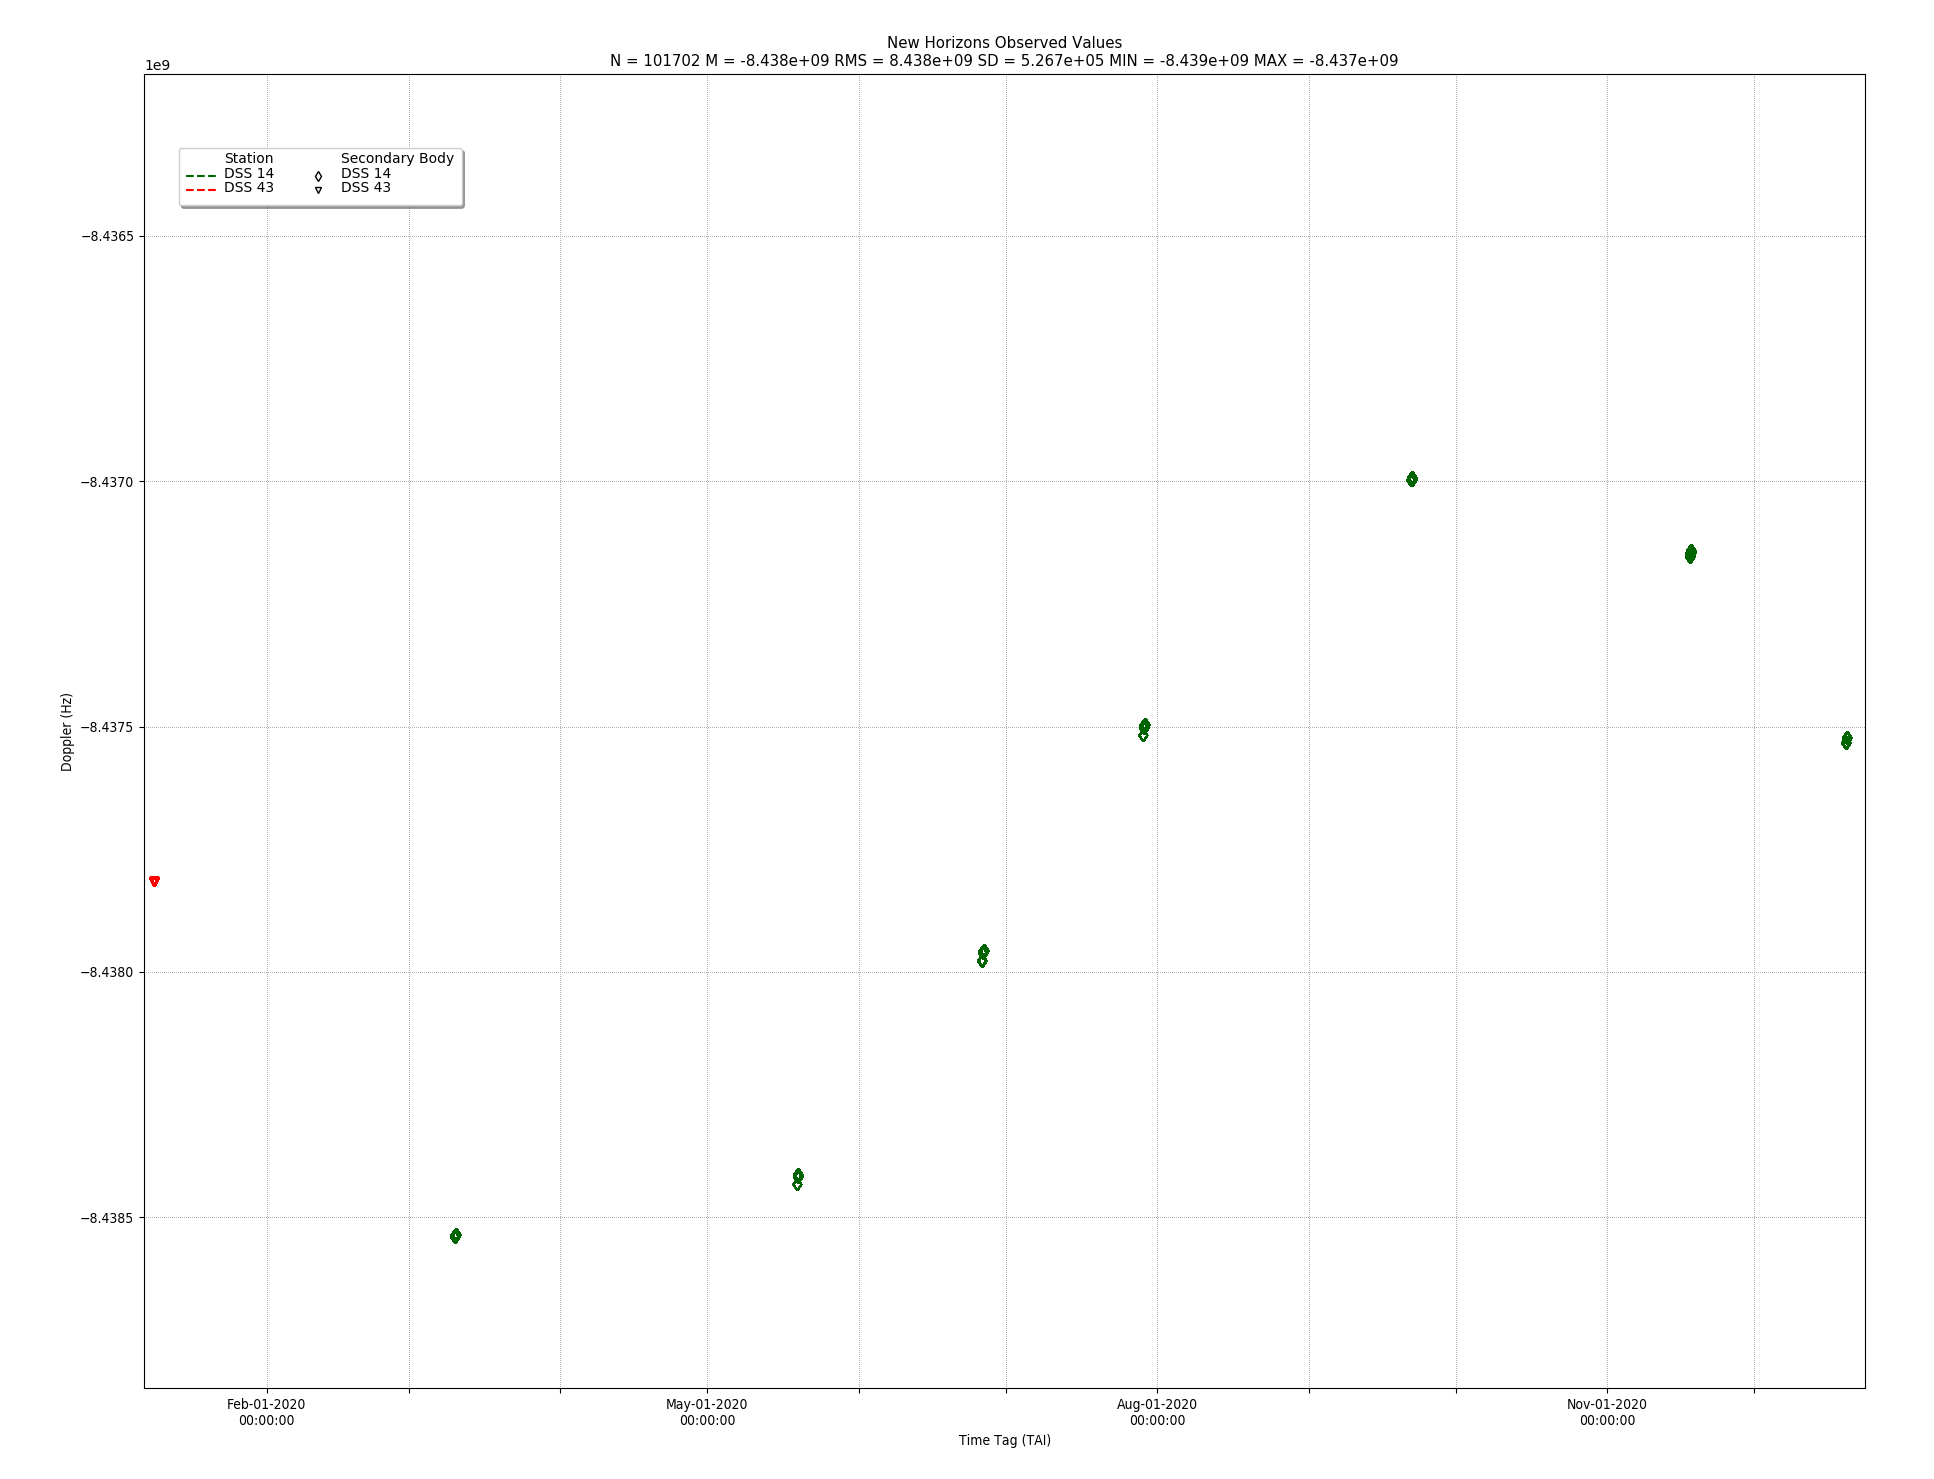 New Horizons Observed Values
N = 101702 M = -8.438e+09 RMS = 8.438e+09 SD = 5.267e+05 MIN = -8.439e+09 MAX = -8.437e+09
1e9
Station Secondary Body
DSS 14 DSS 14
DSS 43 DSS 43
−8.4365
−8.4370
−8.4375
−8.4380
−8.4385
Doppler (Hz)
Feb-01-2020 May-01-2020 Aug-01-2020 Nov-01-2020
00:00:00 00:00:00 00:00:00 00:00:00
Time Tag (TAI)